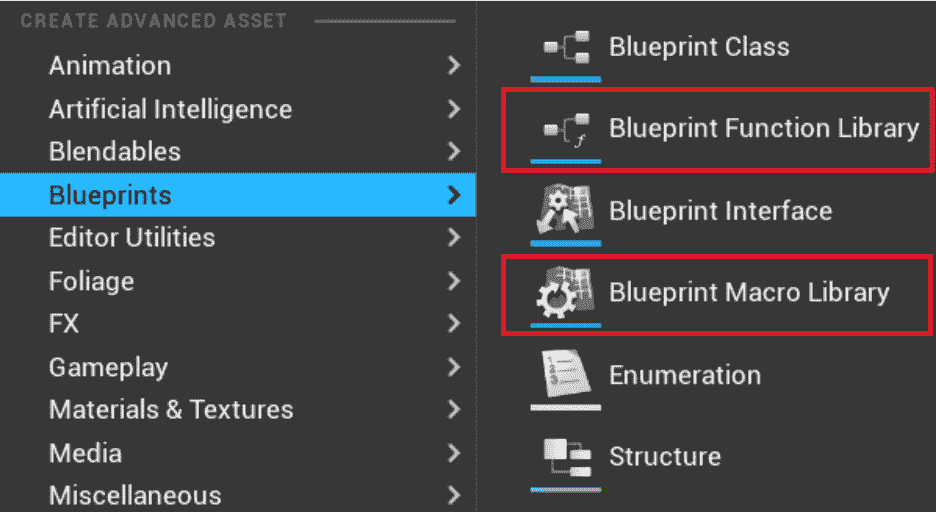 CREATE ADVANCED ASSET
Animation
Artificial Intelligence
Blendables
Blueprints
Editor Utilities
Foliage
FX
Gameplay
Materials & Textures
Media
Miscellaneous
Blueprint Class
Blueprint Function Library
Blueprint Interface
Blueprint Macro Library
Enumeration
Structure